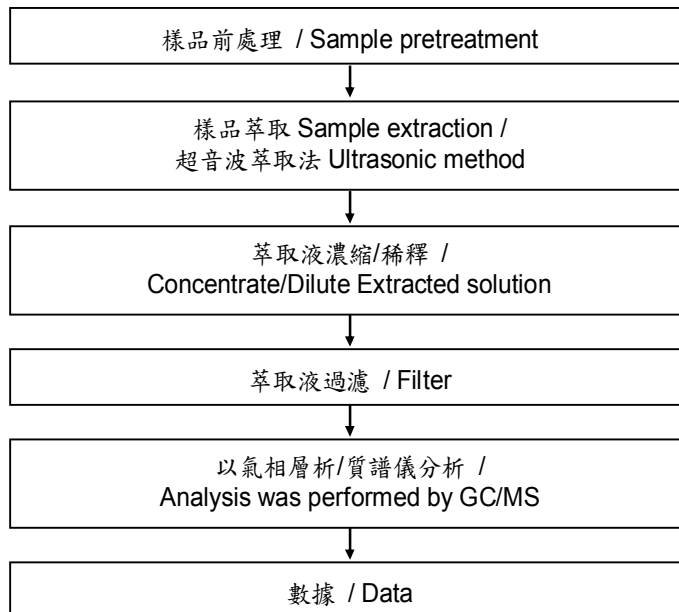 樣品前處理 / Sample pretreatment
樣品萃取 Sample extraction /
超音波萃取法 Ultrasonic method
萃取液濃縮/稀釋 /
Concentrate/Dilute Extracted solution
萃取液過濾 / Filter
以氣相層析/質譜儀分析 /
Analysis was performed by GC/MS
數據 / Data